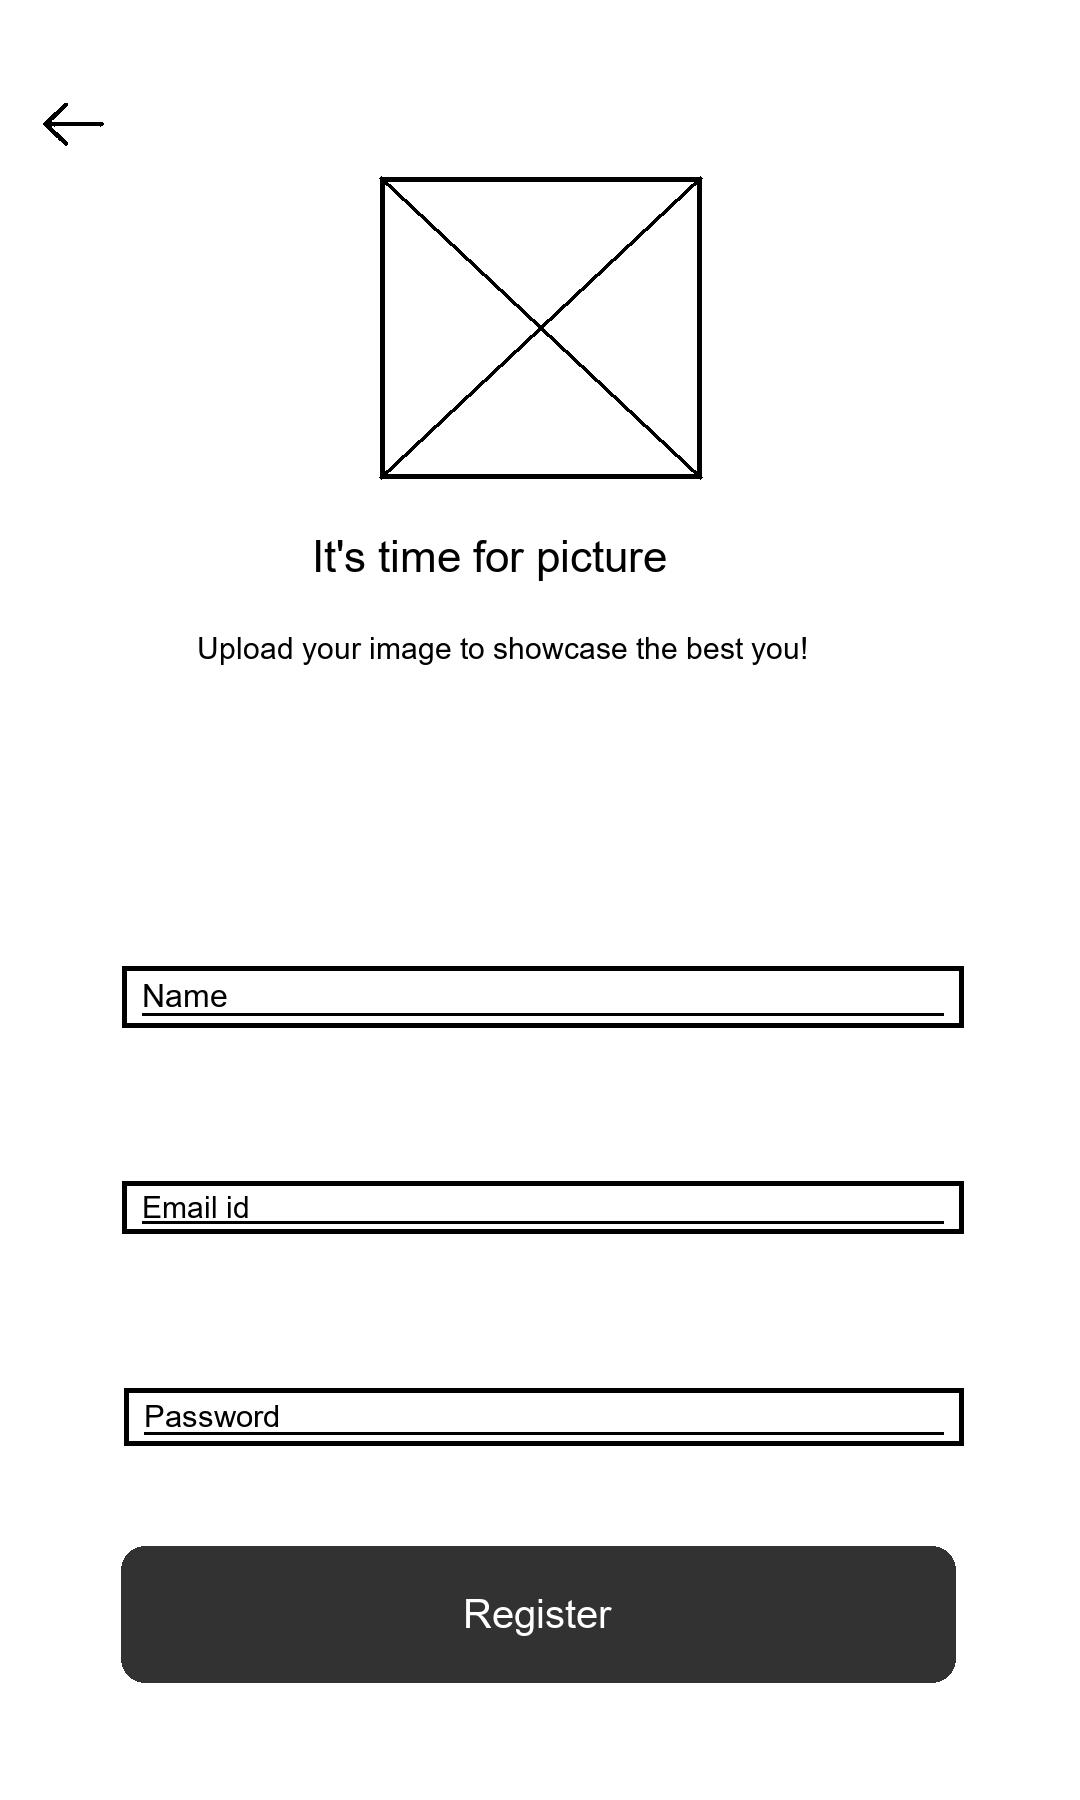 It's time for picture
Upload your image to showcase the best you!
Name
Email id
Password
Register